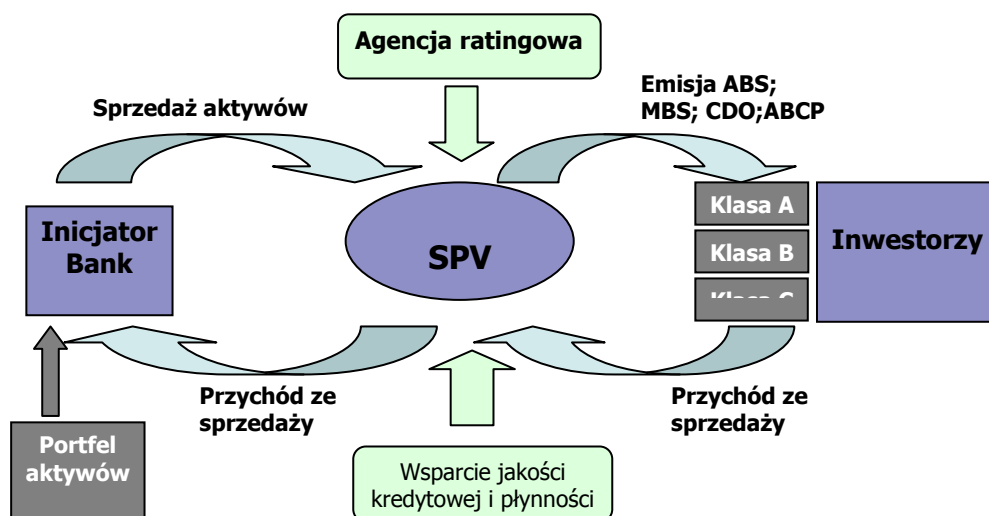 Agencja ratingowa
Emisja ABS;
MBS; CDO;ABCP
Sprzedaż aktywów
Inicjator
Bank
SPV
Klasa A
Klasa B
Klasa C
Inwestorzy
Przychód ze
sprzedaży
Przychód ze
sprzedaży
Portfel
aktywów
Wsparcie jakości
kredytowej i płynności